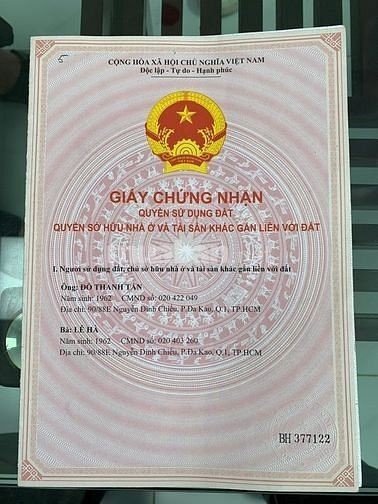 CỘNG HÒA XÃ HỘI CHỦ NGHĨA VIỆT NAM
Độc lập - Tự do - Hạnh phúc
GIẤY CHỨNG NHẬN
QUYỀN SỬ DỤNG ĐẤT
QUYỀN SỞ HỮU NHÀ Ở VÀ TÀI SẢN KHÁC GẮN LIỀN VỚI ĐẤT
I. Người sử dụng đất, chủ sở hữu nhà ở và tài sản khác gắn liền với đất
Ông: ĐỖ THANH TÂN
Năm sinh: 1962 CMND số: 020 422 049
Địa chỉ: 90/88E Nguyễn Đình Chiểu, P.Đa Kao, Q.1, TP.HCM
Bà: LÊ HÀ
Năm sinh: 1962 CMND số: 020 403 260
Địa chỉ: 90/88E Nguyễn Đình Chiểu, P.Đa Kao, Q.1, TP.HCM
BH 377122